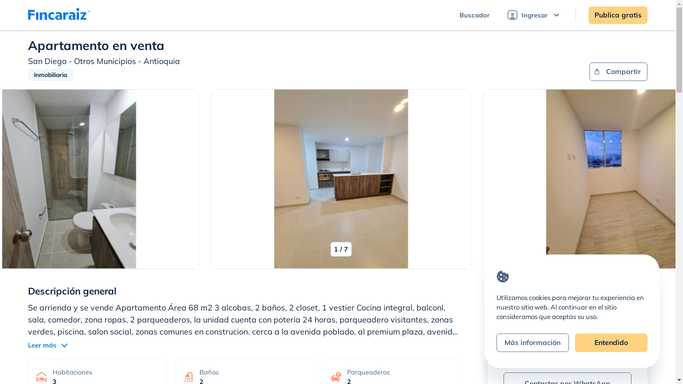 Fincaraiz
Buscador
Ingresar
Publica gratis
Apartamento en venta
San Diego - Otros Municipios - Antioquia
Inmobiliaria
Compartir
1 / 7
Descripción general
Se arrienda y se vende Apartamento Área 68 m2 3 alcobas, 2 baños, 2 closet, 1 vestier Cocina integral, balconl,
sala, comedor, zona ropas, 2 parqueaderos, la unidad cuenta con poteria 24 horas, parqueadero visitantes, zonas
verdes, piscina, salon social, zonas comunes en construcion. cerca a la avenida poblado, al premium plaza, avenid...
Leer más
Habitaciones
3
Baños
2
Parqueaderos
2
Utilizamos cookies para mejorar tu experiencia en
nuestro sitio web. Al continuar en el sitio
consideramos que aceptas su uso.
Más información
Entendido
Contactar por WhatsApp